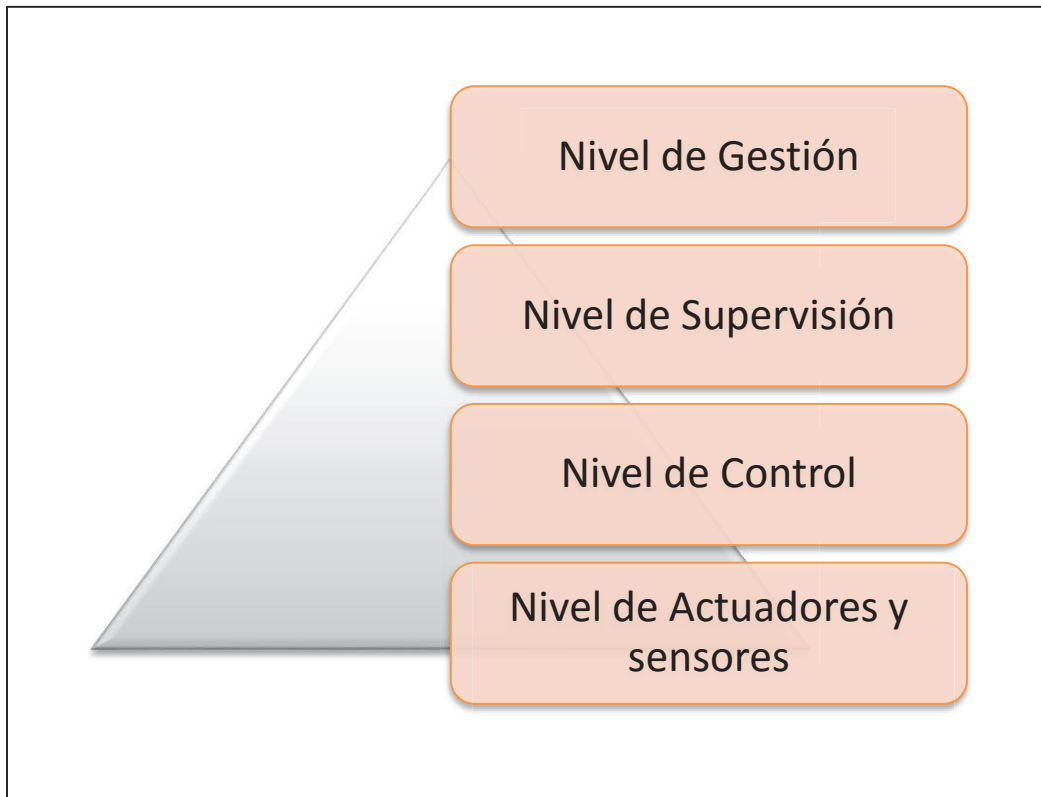 Nivel de Gestión
Nivel de Supervisión
Nivel de Control
Nivel de Actuadores y
sensores